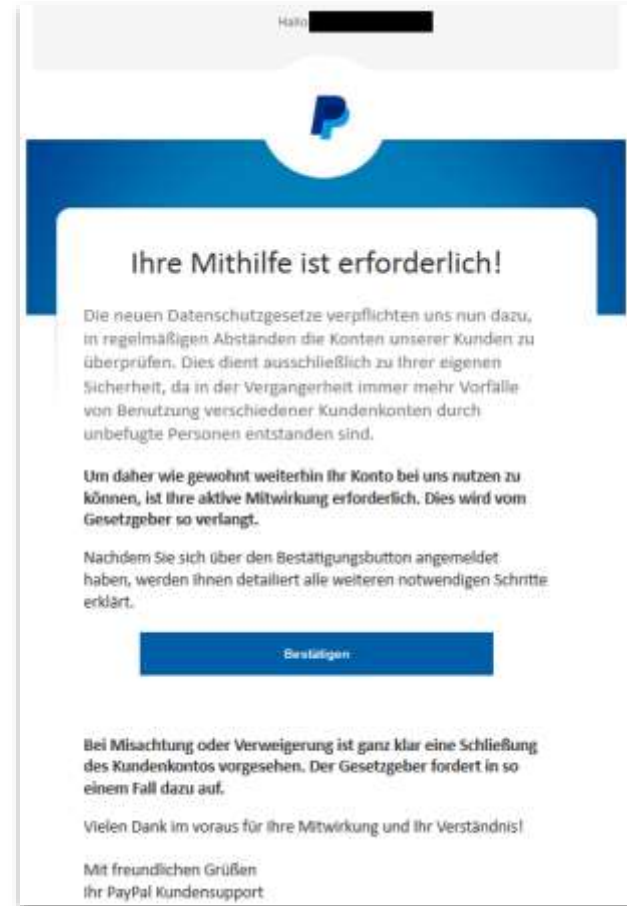 Hallo
Ihre Mithilfe ist erforderlich!
Die neuen Datenschutzgesetze verpflichten uns nun dazu,
in regelmäßigen Abständen die Konten unserer Kunden zu
überprüfen. Dies dient ausschließlich zu Ihrer eigenen
Sicherheit, da in der Vergangerheit immer mehr Vorfälle
von Benutzung verschiedener Kundenkonten durch
unbefugte Personen entstanden sind.
Um daher wie gewohnt weiterhin Ihr Konto bei uns nutzen zu
können, ist Ihre aktive Mitwirkung erforderlich. Dies wird vom
Gesetzgeber so verlangt.
Nachdem Sie sich über den Bestätigungsbutton angemeldet
haben, werden Ihnen detailiert alle weiteren notwendigen Schritte
erklärt.
Bestätigen
Bei Misachtung oder Verweigerung ist ganz klar eine Schließung
des Kundenkontos vorgesehen. Der Gesetzgeber fordert in so
einem Fall dazu auf.
Vielen Dank im voraus für Ihre Mitwirkung und Ihr Verständnis!
Mit freundlichen Grüßen
Ihr PayPal Kundensupport